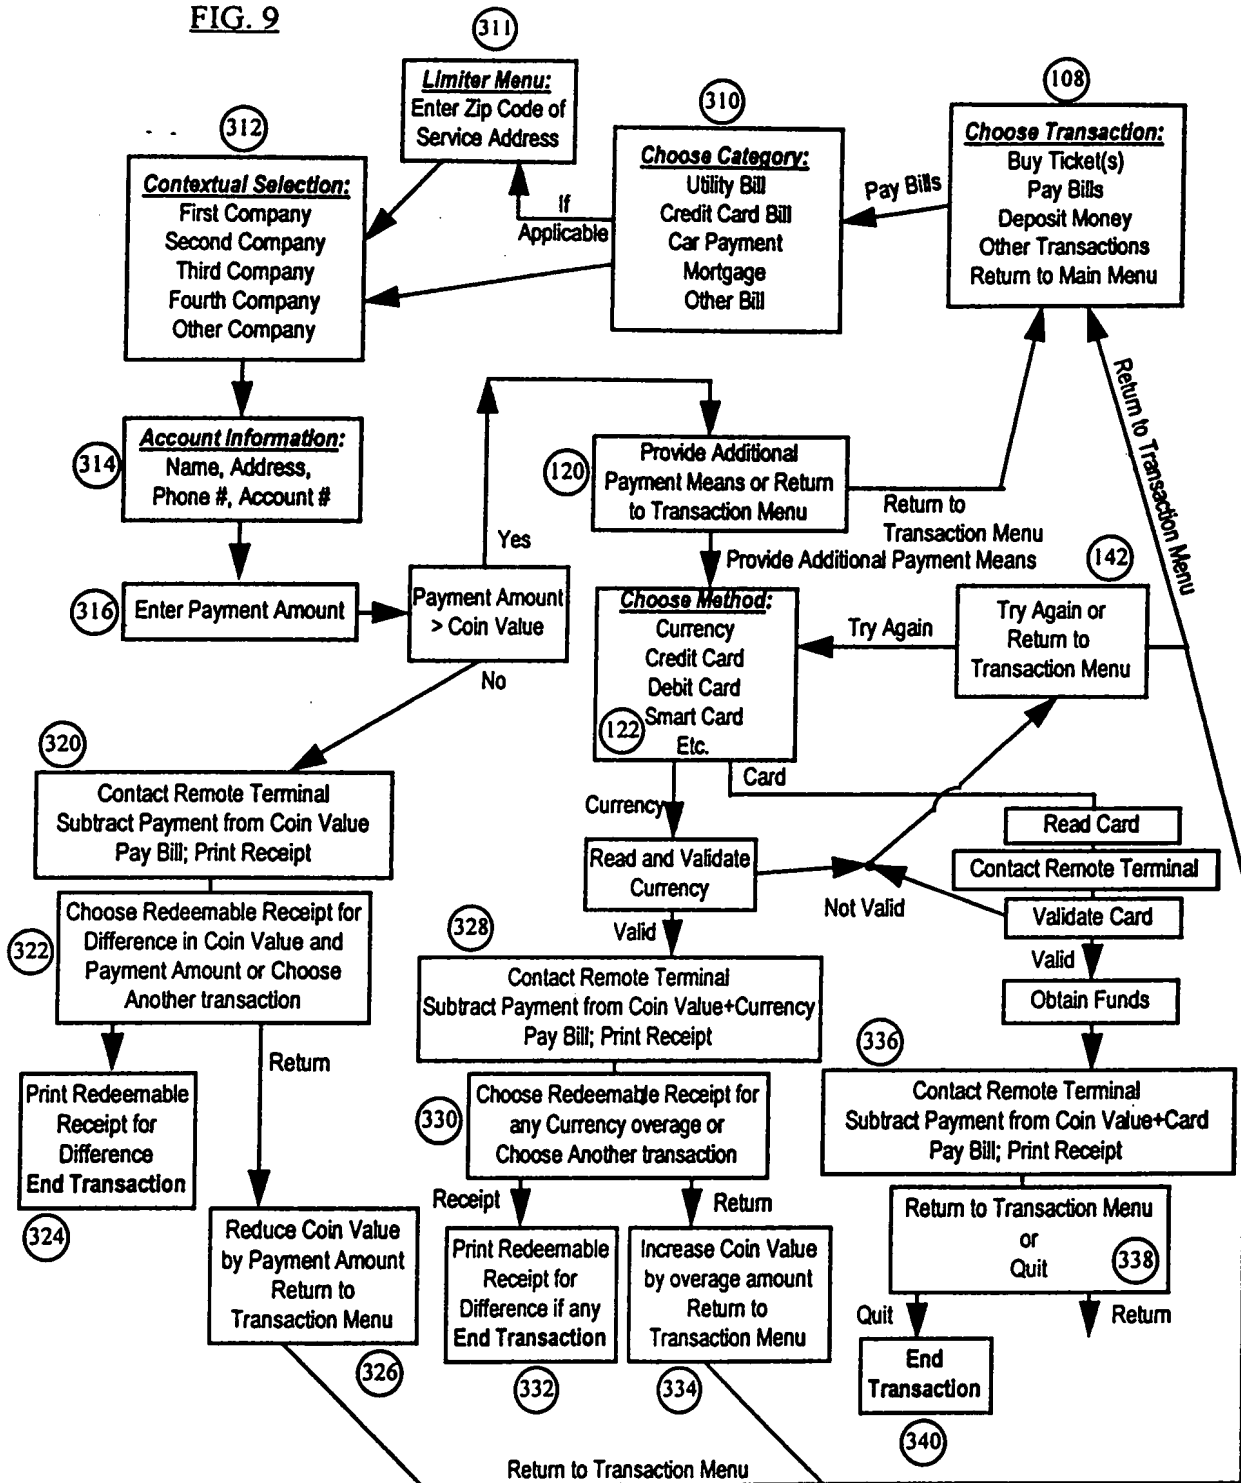 FIG. 9
311
Limiter Menu:
Enter Zip Code of
Service Address
312
Contextual Selection:
First Company
Second Company
Third Company
Fourth Company
Other Company
310
Choose Category:
Utility Bill
Credit Card Bill
Car Payment
Mortgage
Other Bill
108
Choose Transaction:
Buy Ticket(s)
Pay Bills
Deposit Money
Other Transactions
Return to Main Menu
Pay Bills
If
Applicable
314
Account Information:
Name, Address,
Phone #, Account #
316
Enter Payment Amount
Payment Amount
> Coin Value
Yes
No
120
Provide Additional
Payment Means or Return
to Transaction Menu
Return to
Transaction Menu
Provide Additional Payment Means
Return to Transaction Menu
142
Try Again or
Return to
Transaction Menu
Try Again
Choose Method:
Currency
Credit Card
Debit Card
Smart Card
Etc.
122
Card
Currency
Read Card
Contact Remote Terminal
Validate Card
Read and Validate
Currency
Not Valid
Valid
Valid
Obtain Funds
320
Contact Remote Terminal
Subtract Payment from Coin Value
Pay Bill; Print Receipt
322
Choose Redeemable Receipt for
Difference in Coin Value and
Payment Amount or Choose
Another transaction
Return
Print Redeemable
Receipt for
Difference
End Transaction
324
Reduce Coin Value
by Payment Amount
Return to
Transaction Menu
326
328
Contact Remote Terminal
Subtract Payment from Coin Value+Currency
Pay Bill; Print Receipt
330
Choose Redeemable Receipt for
any Currency overage or
Choose Another transaction
Receipt
Return
Print Redeemable
Receipt for
Difference if any
End Transaction
332
Increase Coin Value
by overage amount
Return to
Transaction Menu
334
336
Contact Remote Terminal
Subtract Payment from Coin Value+Card
Pay Bill; Print Receipt
Return to Transaction Menu
or
Quit
338
Quit
Return
End
Transaction
340
Return to Transaction Menu